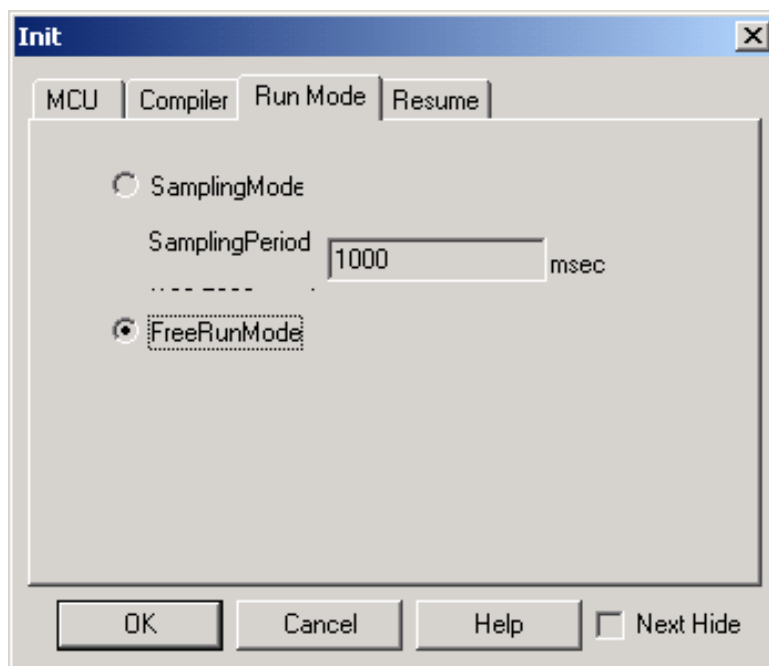 Init
MCU Compiler Run Mode Resume
SamplingMode
SamplingPeriod
1000 msec
FreeRunMode
OK Cancel Help Next Hide